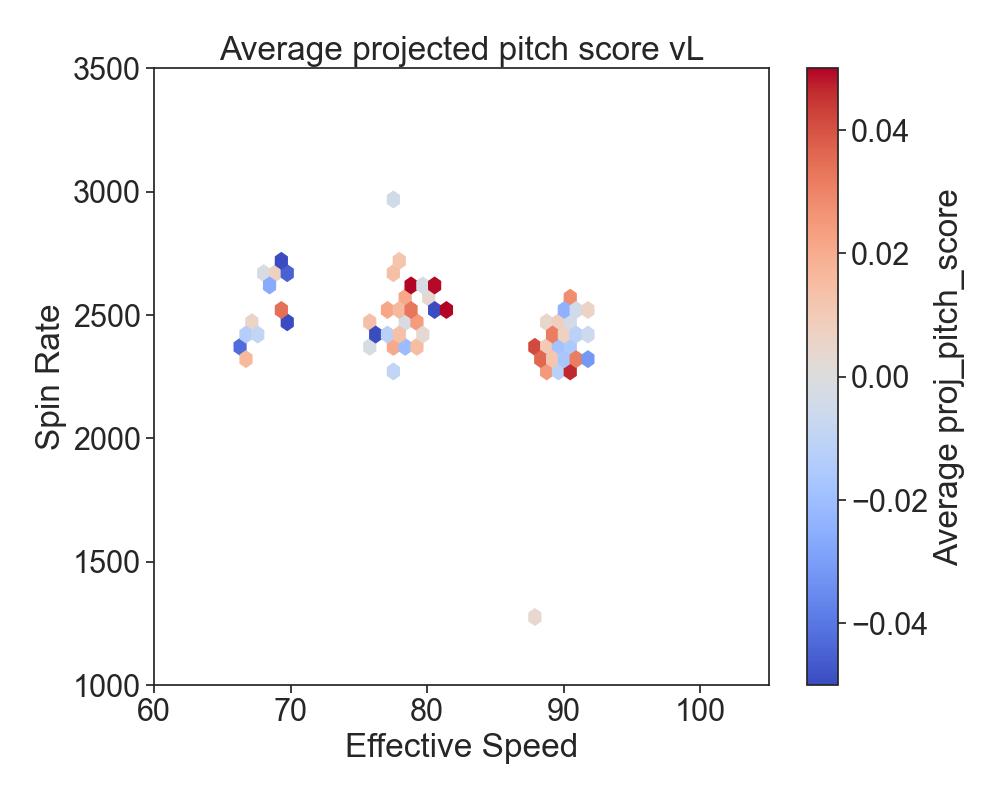 Average projected pitch score vL
3500
3000
2500
2000
1500
1000
Spin Rate
60 70 80 90 100
Effective Speed
0.04
0.02
0.00
−0.02
−0.04
Average proj_pitch_score